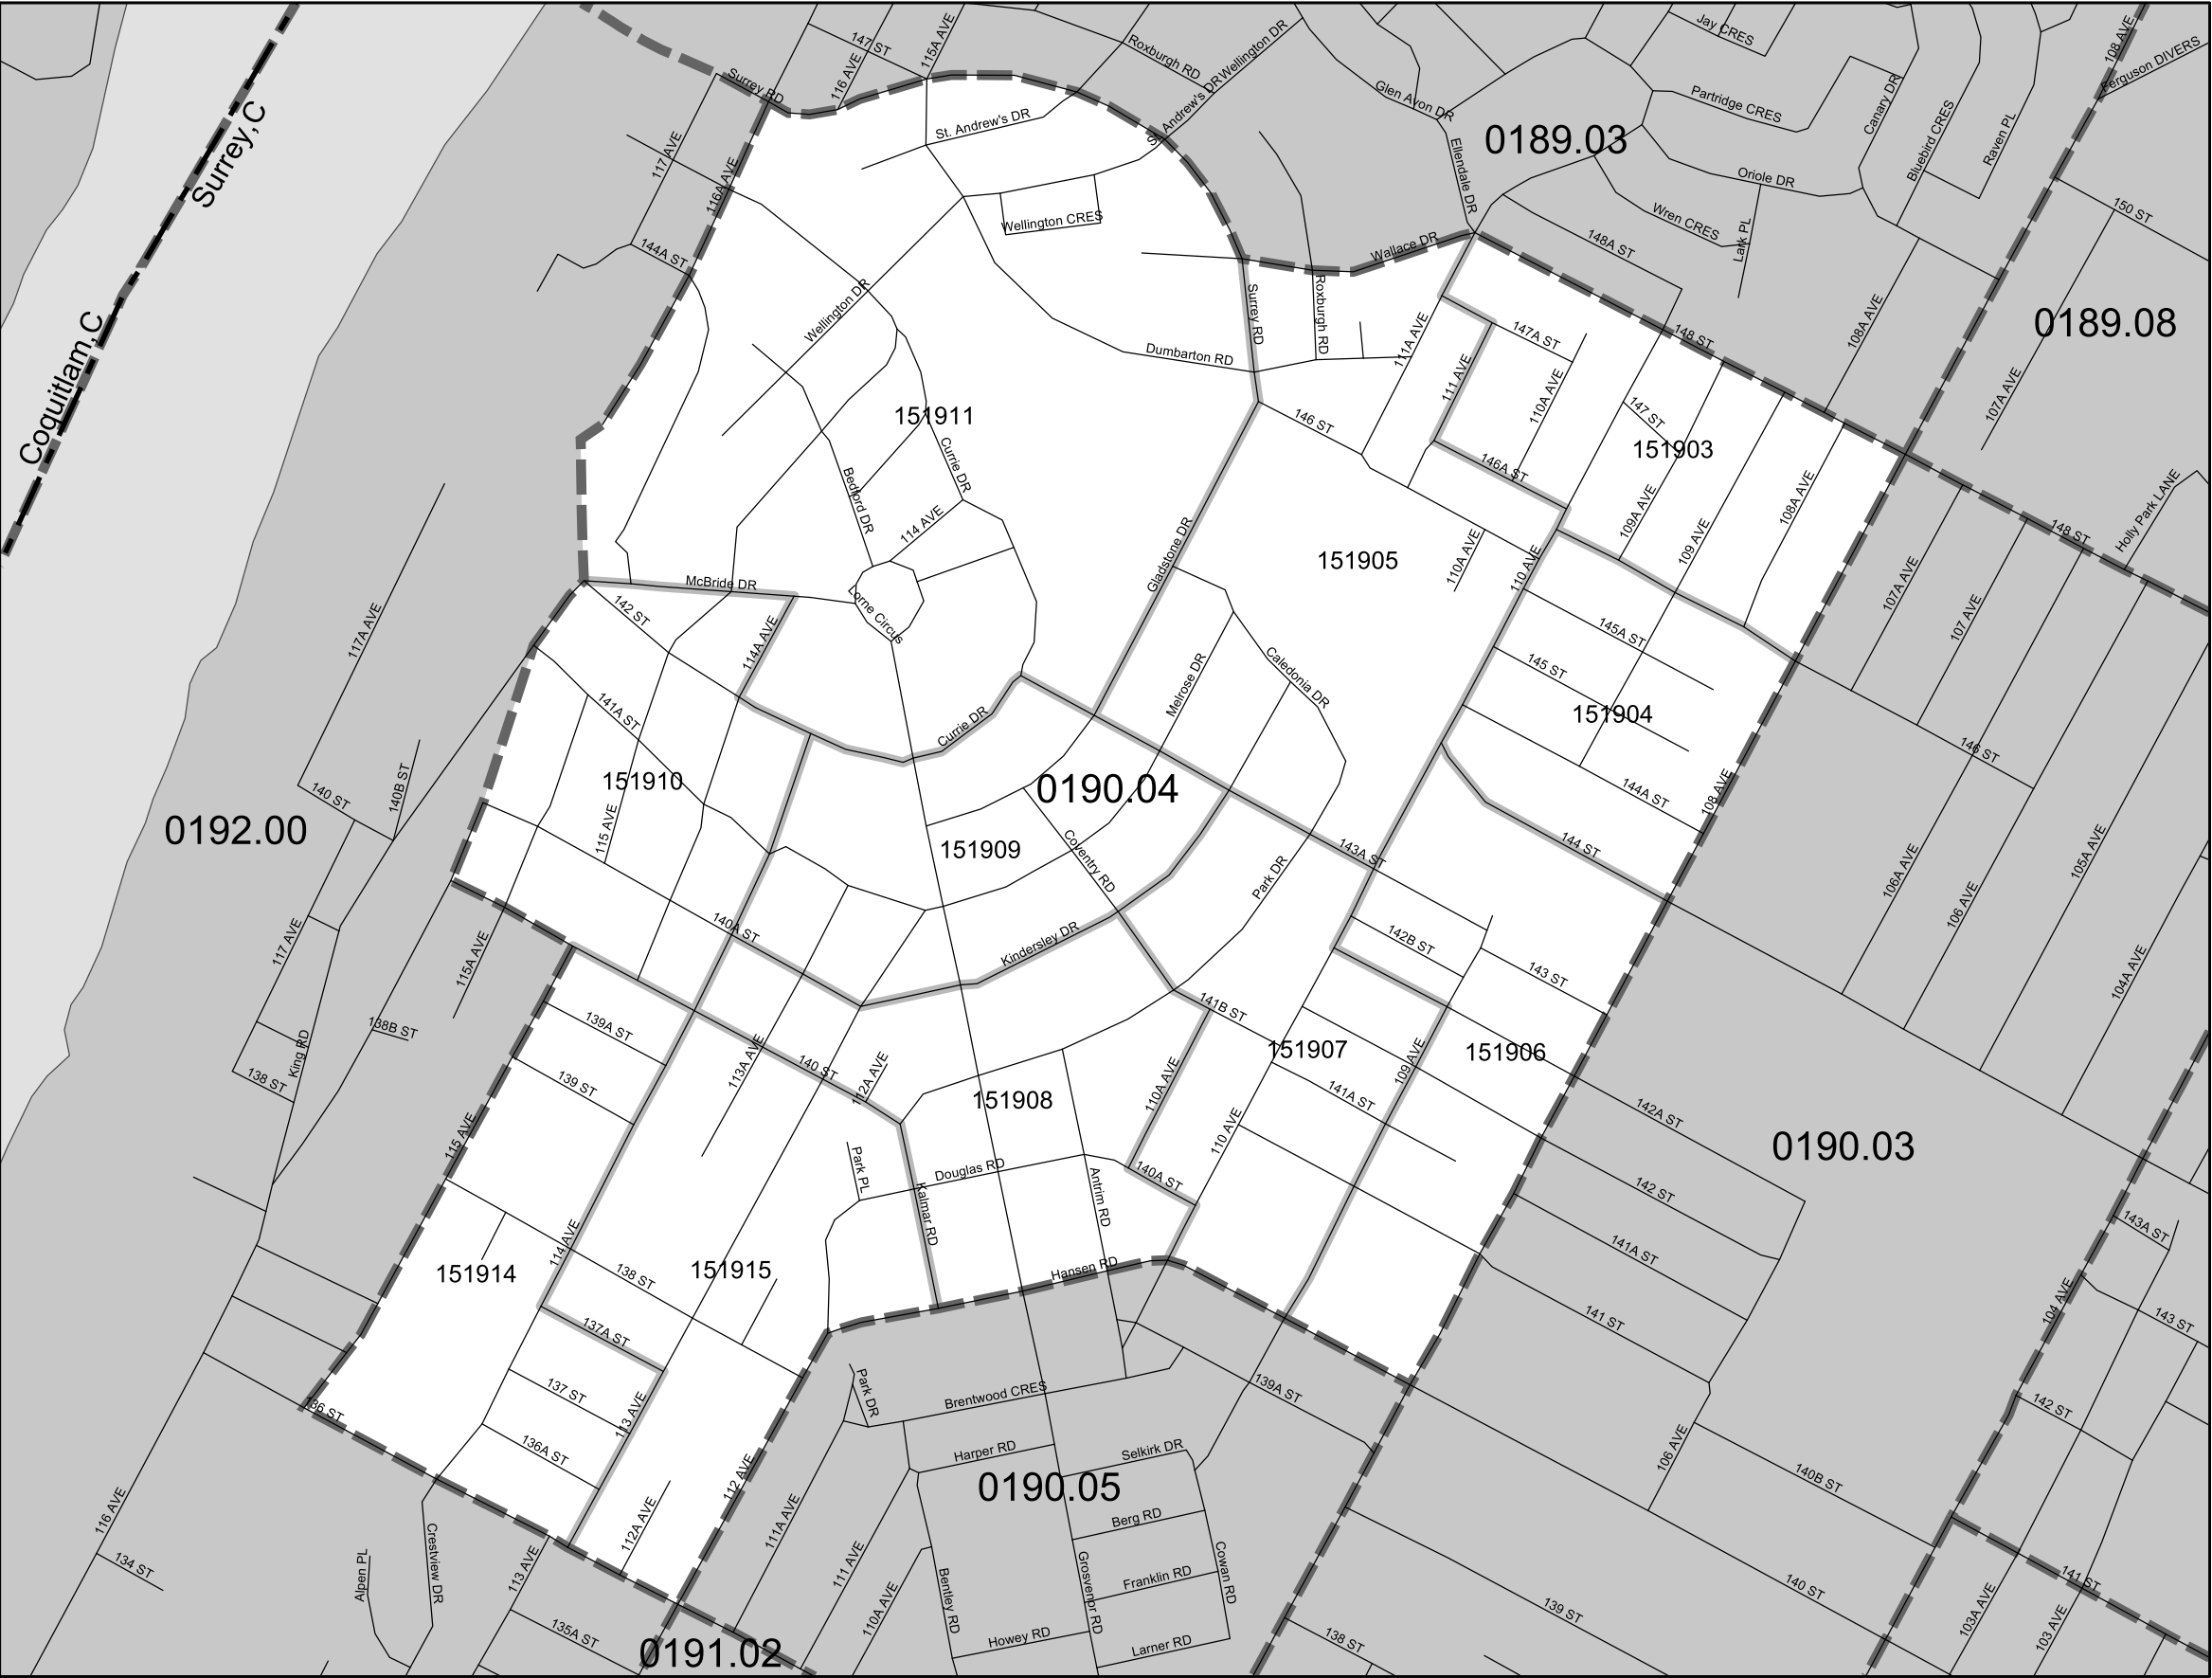 147 ST
115A AVE
Roxburgh RD
Wellington DR
Jay CRES
108 AVE
Ferguson DIVERS
Surrey RD
116 AVE
St. Andrew's DR
St. Andrew's DR
Glen Avon DR
Partridge CRES
Canary DR
Surrey,C
117 AVE
116A AVE
Ellendale DR
0189.03
Bluebird CRES
Raven PL
Oriole DR
Wren CRES
Lark PL
150 ST
Wellington CRES
144A ST
Wallace DR
148A ST
Wellington DR
Surrey RD
Roxburgh RD
111A AVE
147A ST
148 ST
108A AVE
0189.08
Coquitlam,C
Dumbarton RD
111 AVE
110A AVE
107A AVE
151911
146 ST
147 ST
151903
Currie DR
Bedford DR
146A ST
109A AVE
108A AVE
114 AVE
Gladstone DR
151905
110A AVE
110 AVE
109 AVE
148 ST
Holly Park LANE
McBride DR
142 ST
Lorne Circus
107A AVE
107 AVE
117A AVE
114A AVE
145A ST
Melrose DR
Caledonia DR
145 ST
141A ST
Currie DR
151904
146 ST
151910
0190.04
144A ST
108 AVE
140 ST
140B ST
0192.00
115 AVE
151909
Coventry RD
143A ST
144 ST
Park DR
106A AVE
106 AVE
105A AVE
117 AVE
140A ST
Kindersley DR
142B ST
143 ST
115A AVE
104A AVE
138B ST
139A ST
141B ST
King RD
138 ST
139 ST
113A AVE
140 ST
112A AVE
151907
109 AVE
151906
110A AVE
141A ST
151908
142A ST
115 AVE
110 AVE
0190.03
Park PL
Douglas RD
Antrim RD
140A ST
142 ST
Kalmar RD
143A ST
114 AVE
141A ST
151914
138 ST
151915
Hansen RD
104 AVE
137A ST
141 ST
143 ST
137 ST
113 AVE
Park DR
Brentwood CRES
139A ST
136 ST
142 ST
136A ST
112 AVE
Harper RD
Selkirk DR
106 AVE
0190.05
140B ST
116 AVE
112A AVE
111A AVE
Berg RD
134 ST
Alpen PL
Crestview DR
113 AVE
111 AVE
110A AVE
Bentley RD
Grosvenor RD
Franklin RD
Cowan RD
140 ST
141 ST
139 ST
103A AVE
103 AVE
135A ST
0191.02
Howey RD
Larner RD
138 ST